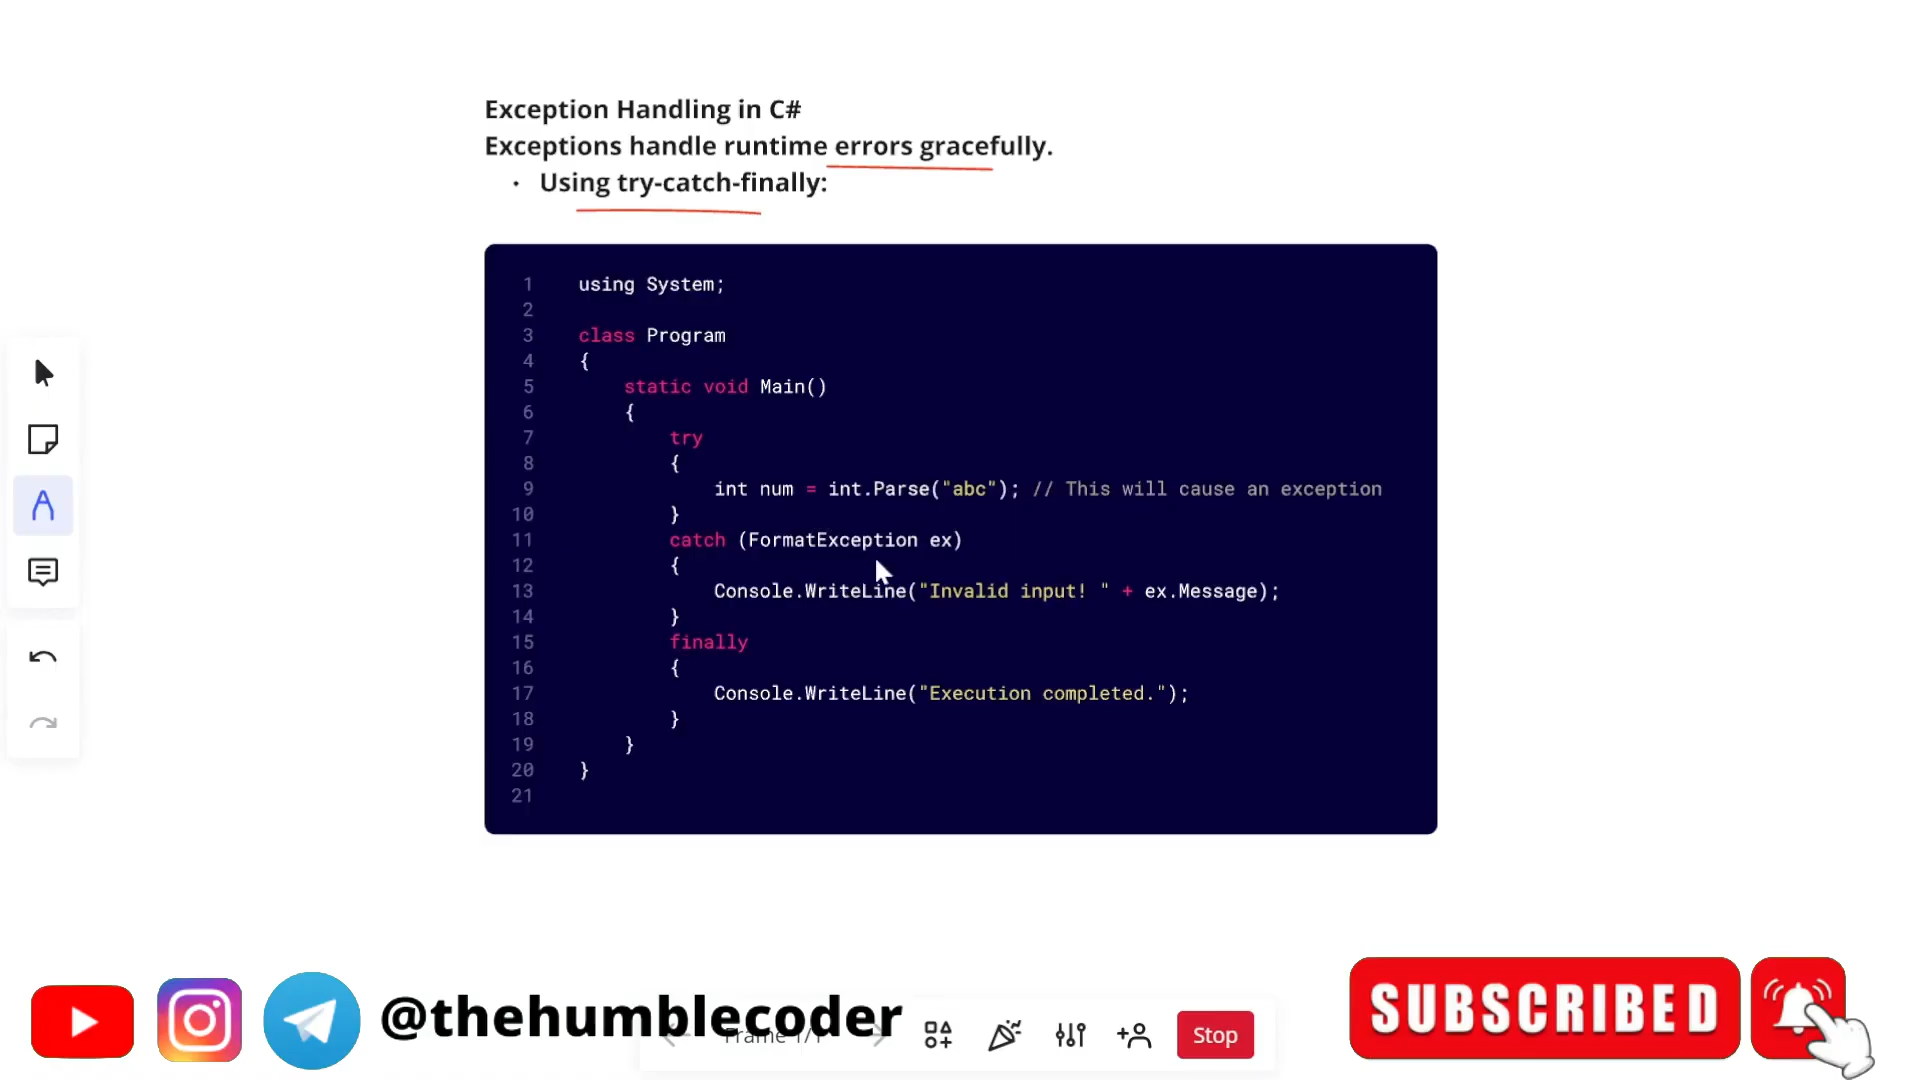 Exception Handling in C#
Exceptions handle runtime errors gracefully.
· Using try-catch-finally:
1 using System;
2
3 class Program
4 {
5 static void Main()
6 {
7 try
8 {
9 int num = int.Parse("abc"); // This will cause an exception
10 }
11 catch (FormatException ex)
12 {
13 Console.WriteLine("Invalid input! " + ex.Message);
14 }
15 finally
16 {
17 Console.WriteLine("Execution completed.");
18 }
19 }
20 }
21
@thehumblecoder
Frame 1/1
Stop
SUBSCRIBED